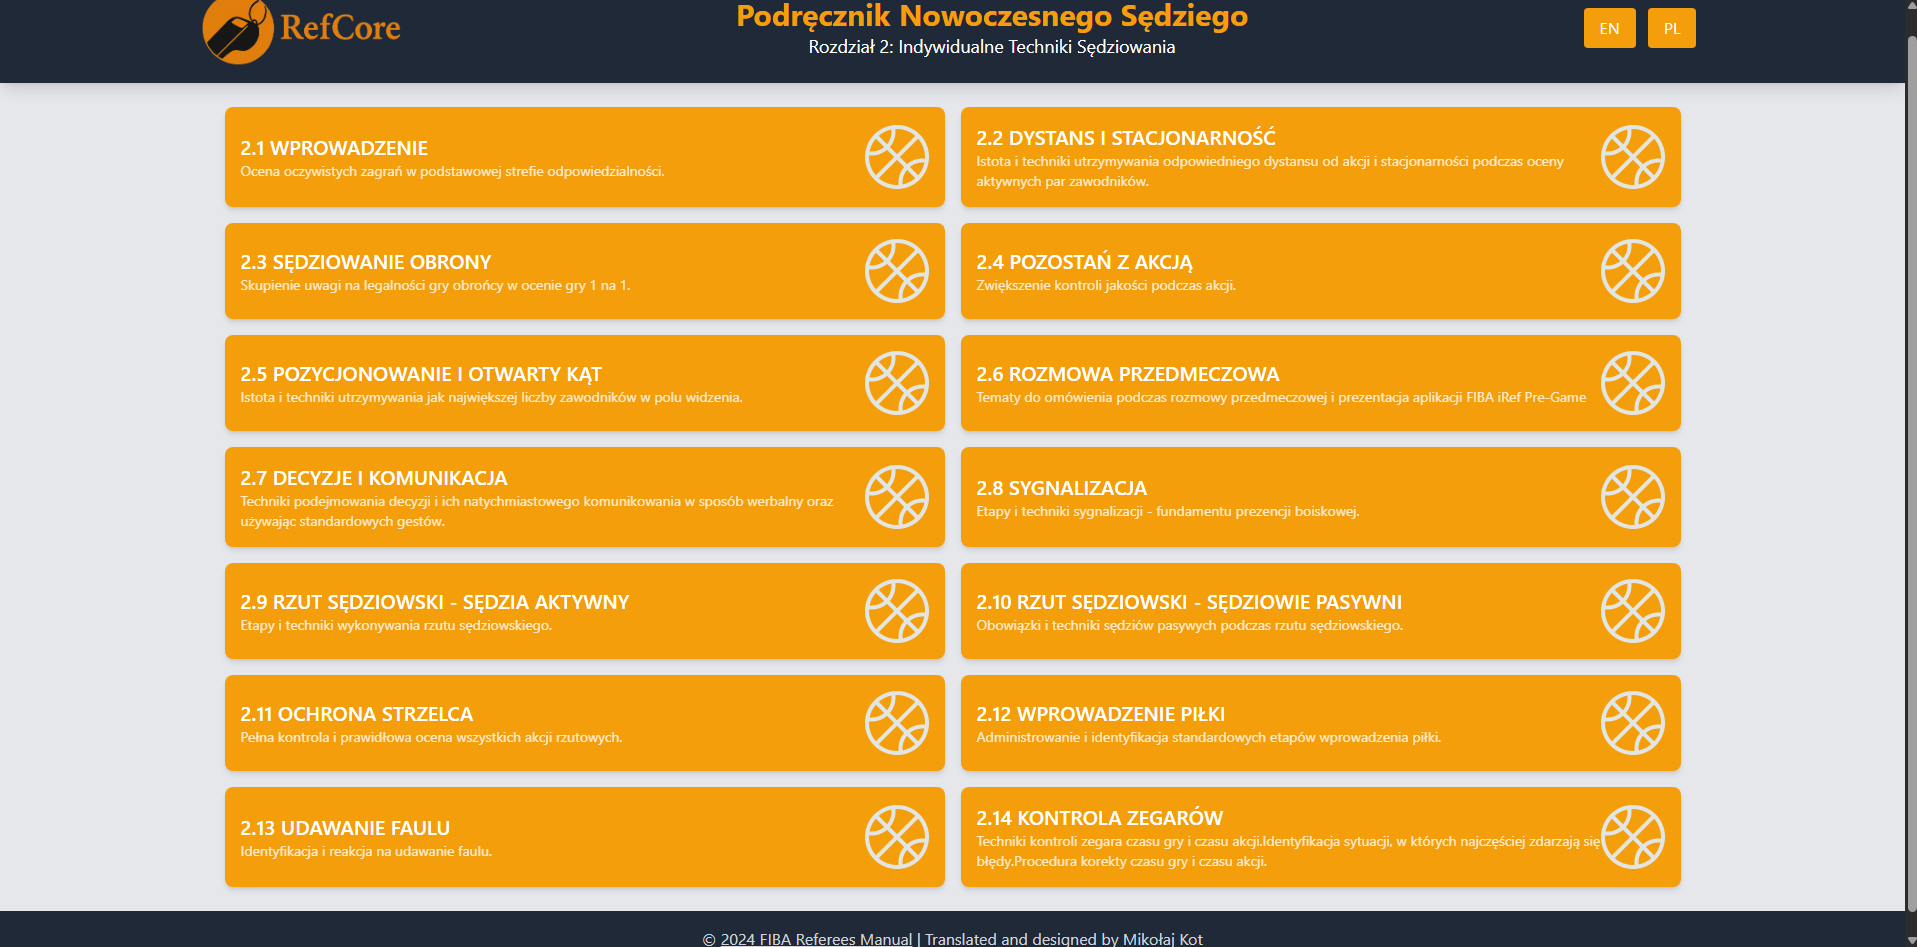 RefCore
Podręcznik Nowoczesnego Sędziego
Rozdział 2: Indywidualne Techniki Sędziowania
EN
PL
2.1 WPROWADZENIE
Ocena oczywistych zagrań w podstawowej strefie odpowiedzialności.
2.2 DYSTANS I STACJONARNOŚĆ
Istota i techniki utrzymywania odpowiedniego dystansu od akcji i stacjonarności podczas oceny
aktywnych par zawodników.
2.3 SĘDZIOWANIE OBRONY
Skupienie uwagi na legalności gry obrońcy w ocenie gry 1 na 1.
2.4 POZOSTAŃ Z AKCJĄ
Zwiększenie kontroli jakości podczas akcji.
2.5 POZYCJONOWANIE I OTWARTY KĄT
Istota i techniki utrzymywania jak największej liczby zawodników w polu widzenia.
2.6 ROZMOWA PRZEDMECZOWA
Tematy do omówienia podczas rozmowy przedmeczowej i prezentacja aplikacji FIBA iRef Pre-Game
2.7 DECYZJE I KOMUNIKACJA
Techniki podejmowania decyzji i ich natychmiastowego komunikowania w sposób werbalny oraz
używając standardowych gestów.
2.8 SYGNALIZACJA
Etapy i techniki sygnalizacji - fundamentu prezencji boiskowej.
2.9 RZUT SĘDZIOWSKI - SĘDZIA AKTYWNY
Etapy i techniki wykonywania rzutu sędziowskiego.
2.10 RZUT SĘDZIOWSKI - SĘDZIOWIE PASYWNI
Obowiązki i techniki sędziów pasywych podczas rzutu sędziowskiego.
2.11 OCHRONA STRZELCA
Pełna kontrola i prawidłowa ocena wszystkich akcji rzutowych.
2.12 WPROWADZENIE PIŁKI
Administrowanie i identyfikacja standardowych etapów wprowadzenia piłki.
2.13 UDAWANIE FAULU
Identyfikacja i reakcja na udawanie faulu.
2.14 KONTROLA ZEGARÓW
Techniki kontroli zegara czasu gry i czasu akcji.Identyfikacja sytuacji, w których najczęściej zdarzają się
błędy.Procedura korekty czasu gry i czasu akcji.
© 2024 FIBA Referees Manual | Translated and designed by Mikołaj Kot